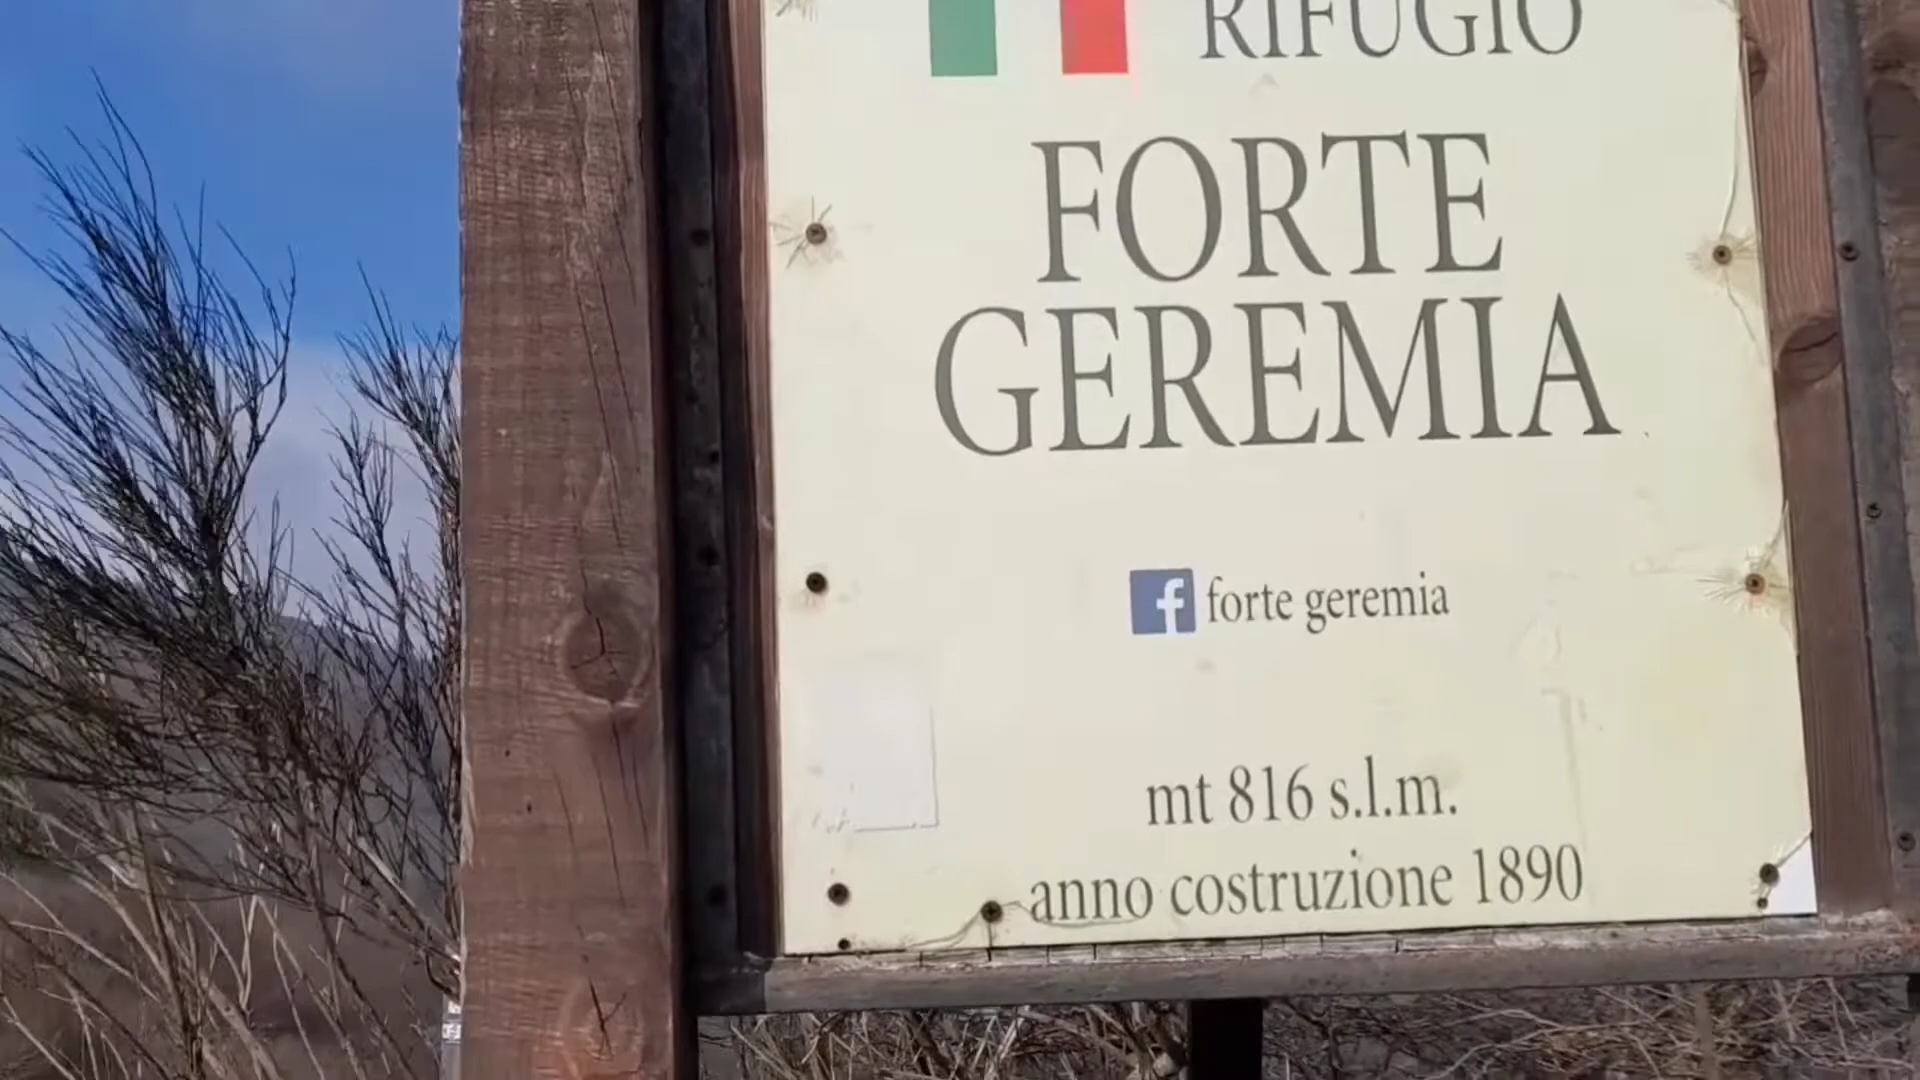 RIFUGIO
FORTE
GEREMIA
forte geremia
mt 816 s.l.m.
anno costruzione 1890